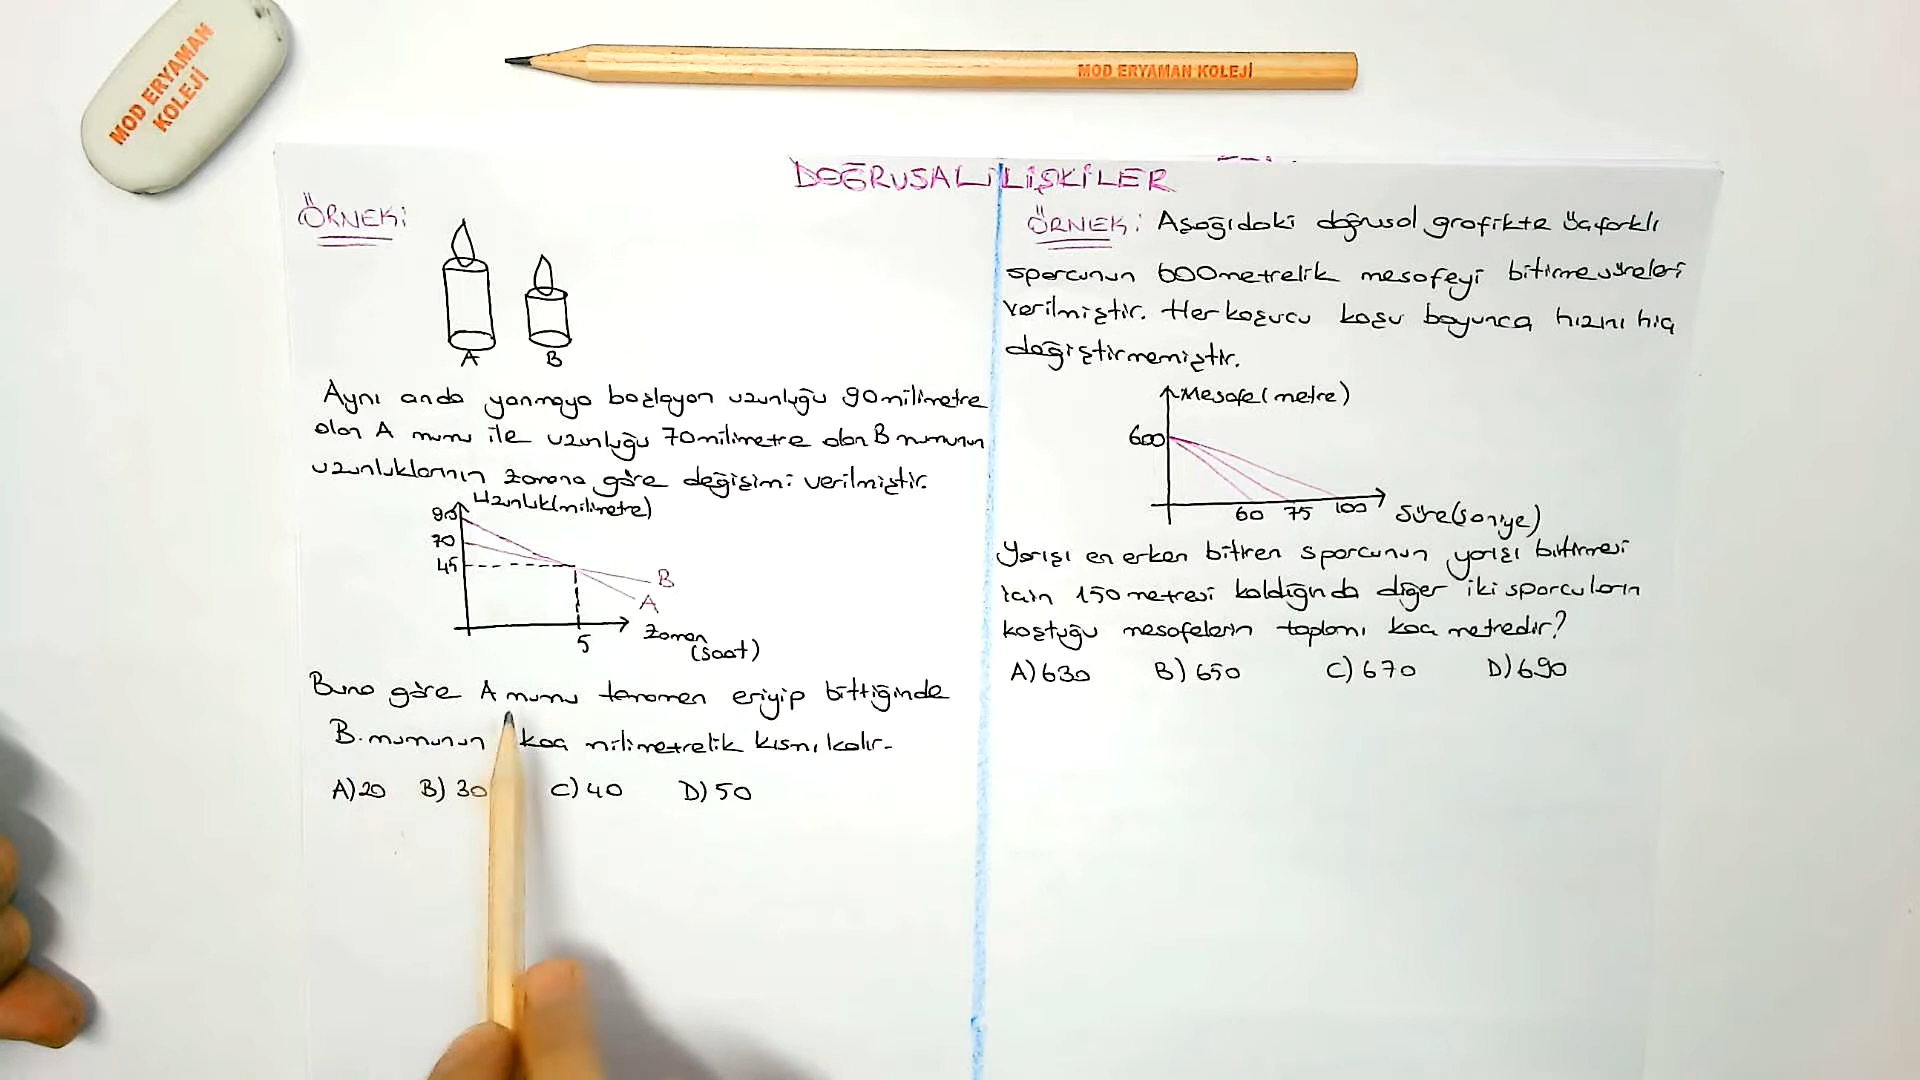 MOD ERYAMAN
KOLEJİ
MOD ERYAMAN KOLEJİ
DOĞRUSAL İLİŞKİLER
ÖRNEK:
A B
Aynı anda yanmaya başlayan uzunluğu 90 milimetre
olan A mumu ile uzunluğu 70 milimetre olan B mumunun
uzunluklarının zamana göre değişimi verilmiştir.
Uzunluk(milimetre)
90
70
45
B
A
5
Zaman
(saat)
Buna göre A mumu tamamen eriyip bittiğinde
B. mumunun kaç milimetrelik kısmı kalır.
A)20 B) 30 C) 40 D) 50
ÖRNEK: Aşağıdaki doğrusal grafikte üç farklı
sporcunun 600 metrelik mesafeyi bitirme süreleri
verilmiştir. Her koşucu koşu boyunca hızını hiç
değiştirmemiştir.
Mesafe(metre)
600
60 75 100 Süre(saniye)
Yarışı en erken bitiren sporcunun yarışı bitirmesi
için 150 metresi kaldığında diğer iki sporcuların
koştuğu mesafelerin toplamı kaç metredir?
A) 630 B) 650 C) 670 D) 690